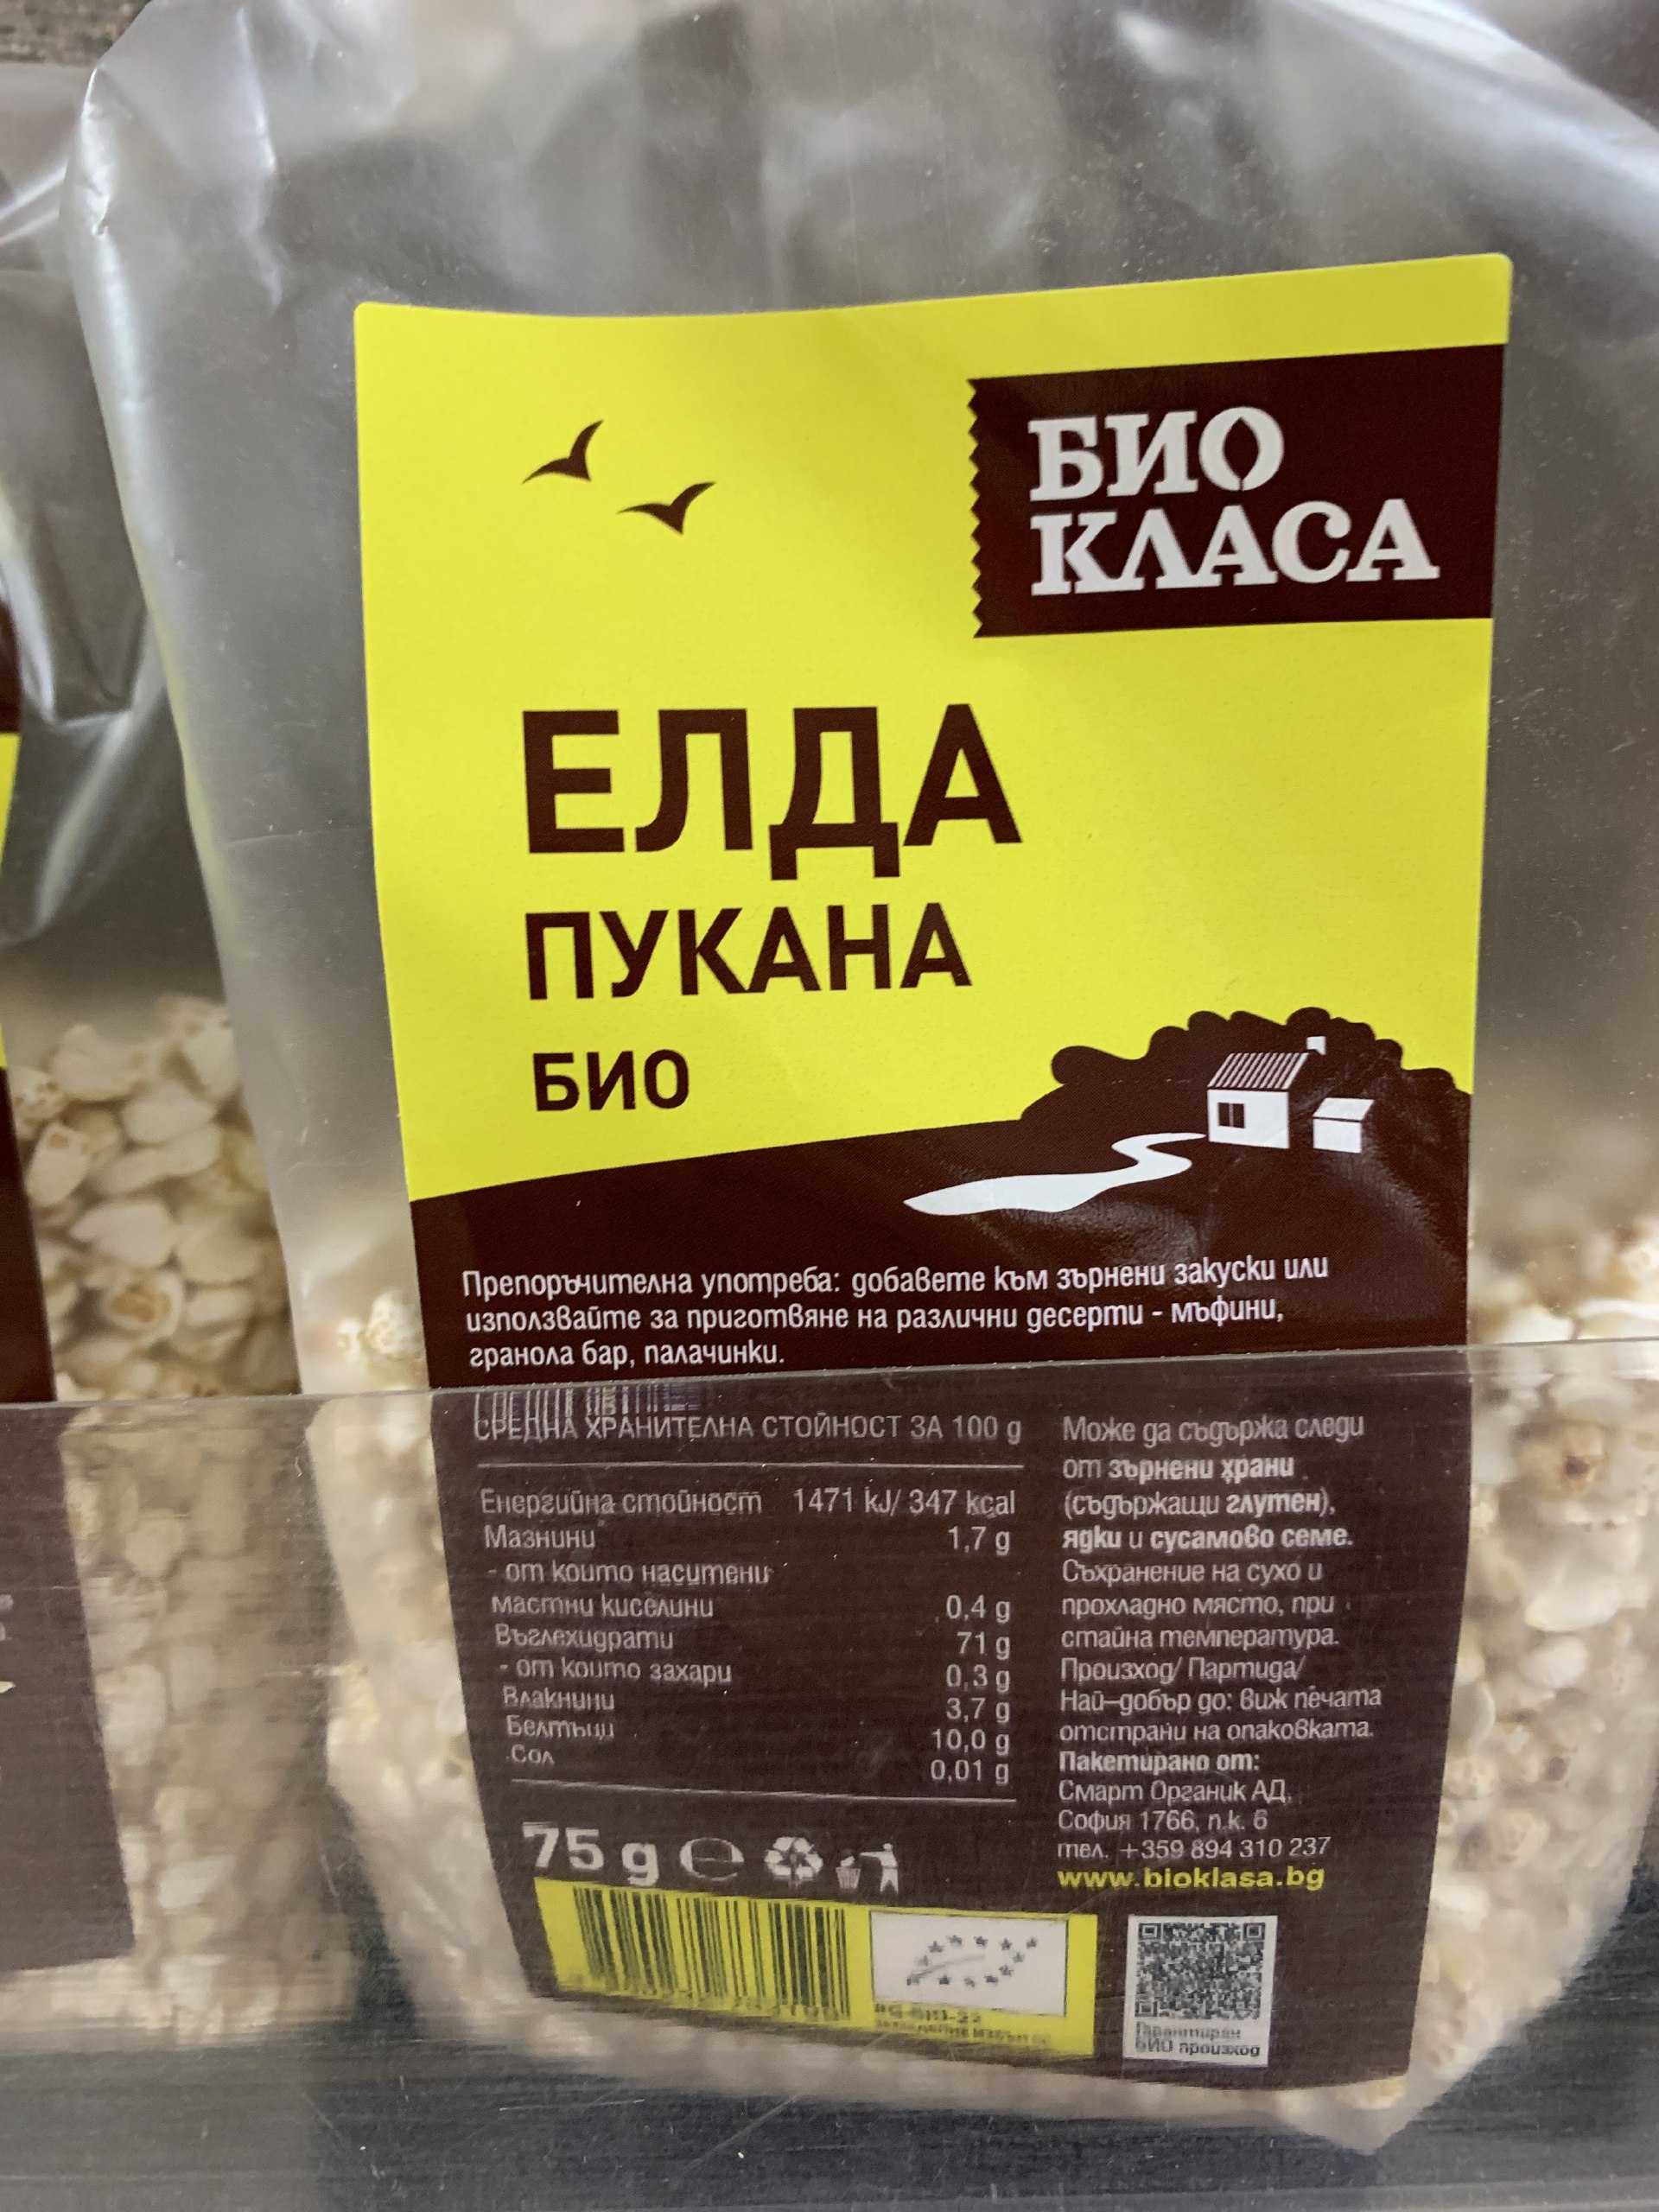 БИО
КЛАСА
ЕЛДА
ПУКАНА
БИО
Препоръчителна употреба: добавете към зърнени закуски или
използвайте за приготвяне на различни десерти - мъфини,
гранола бар, палачинки.
СРЕДНА ХРАНИТЕЛНА СТОЙНОСТ ЗА 100 g
Енергийна стойност 1471 kJ/ 347 kcal
Мазнини 1,7 g
- от които наситени
мастни киселини 0,4 g
Въглехидрати 71 g
- от които захари 0,3 g
Влакнини 3,7 g
Белтъци 10,0 g
Сол 0,01 g
75 g e
Може да съдържа следи
от зърнени храни
(съдържащи глутен),
ядки и сусамово семе.
Съхранение на сухо и
прохладно място, при
стайна температура.
Произход/ Партида/
Най–добър до: виж печата
отстрани на опаковката.
Пакетирано от:
Смарт Органик АД,
София 1766, п.к. 6
тел. +359 894 310 237
www.bioklasa.bg
Гарантиран
БИО произход